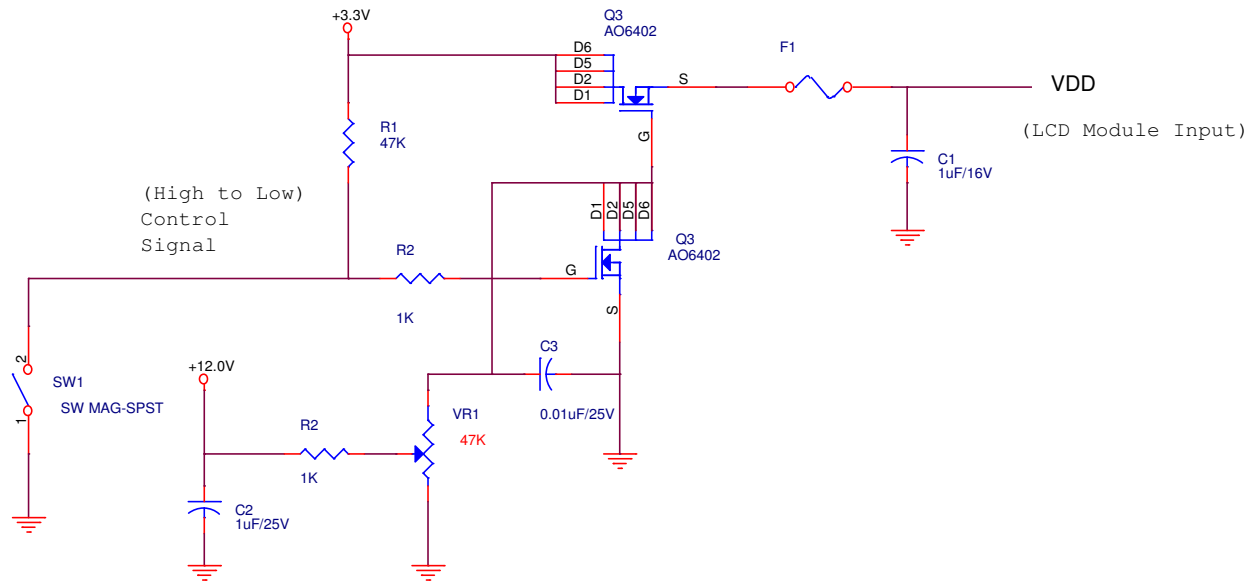 +3.3V
Q3
AO6402
D6
D5
D2
D1
S
G
F1
VDD
(LCD Module Input)
R1
47K
C1
1uF/16V
(High to Low)
Control
Signal
D1
D2
D5
D6
Q3
AO6402
R2
1K
G
S
2
SW1
SW MAG-SPST
1
+12.0V
C3
0.01uF/25V
VR1
47K
R2
1K
C2
1uF/25V